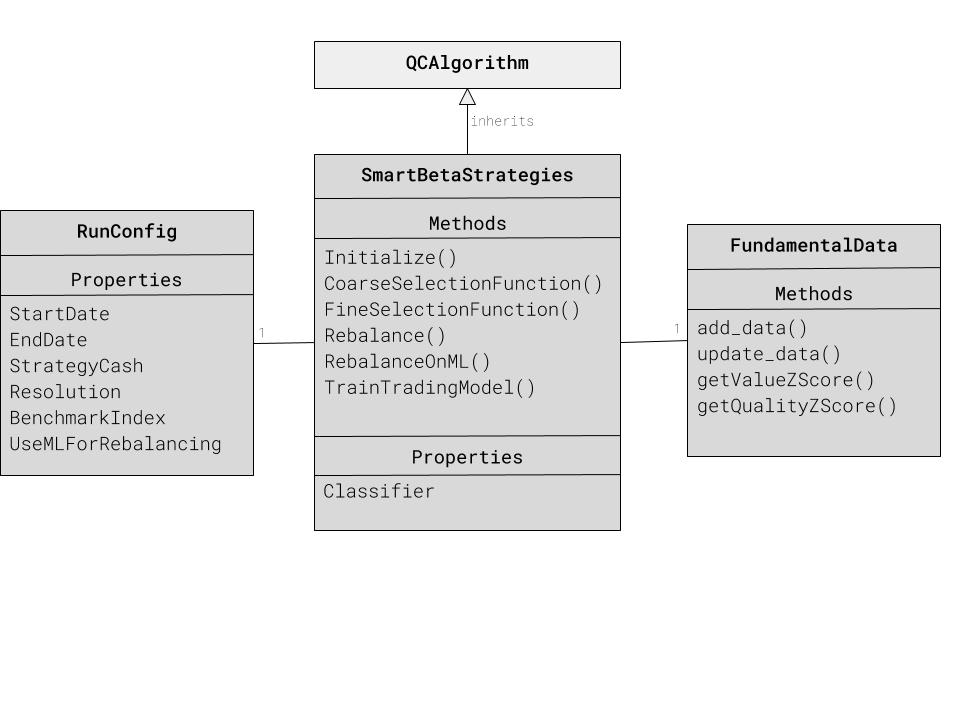 QCAlgorithm
inherits
SmartBetaStrategies
Methods
Initialize()
CoarseSelectionFunction()
FineSelectionFunction()
Rebalance()
RebalanceOnML()
TrainTradingModel()
Properties
Classifier
RunConfig
Properties
StartDate
EndDate
StrategyCash
Resolution
BenchmarkIndex
UseMLForRebalancing
1
1
FundamentalData
Methods
add_data()
update_data()
getValueZScore()
getQualityZScore()